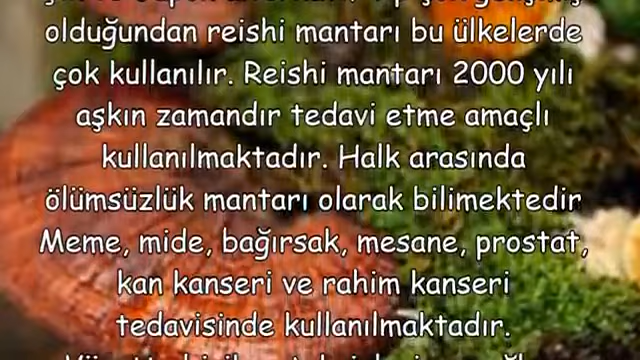 olduğundan reishi mantarı bu ülkelerde
çok kullanılır. Reishi mantarı 2000 yılı
aşkın zamandır tedavi etme amaçlı
kullanılmaktadır. Halk arasında
ölümsüzlük mantarı olarak bilimektedir
Meme, mide, bağırsak, mesane, prostat,
kan kanseri ve rahim kanseri
tedavisinde kullanılmaktadır.